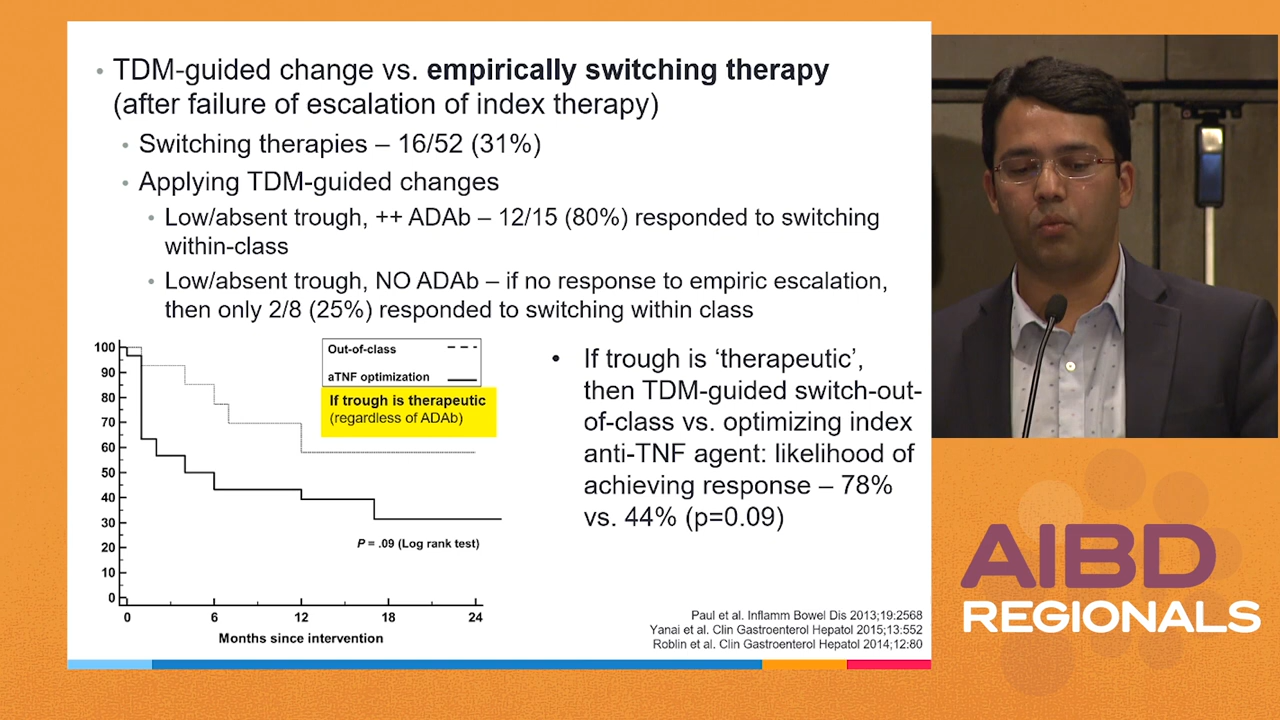 • TDM-guided change vs. empirically switching therapy
(after failure of escalation of index therapy)
• Switching therapies – 16/52 (31%)
• Applying TDM-guided changes
• Low/absent trough, ++ ADAb – 12/15 (80%) responded to switching
within-class
• Low/absent trough, NO ADAb – if no response to empiric escalation,
then only 2/8 (25%) responded to switching within class
100
90
80
70
60
50
40
30
20
10
0
Out-of-class
aTNF optimization
If trough is therapeutic
(regardless of ADAb)
P = .09 (Log rank test)
0 6 12 18 24
Months since intervention
• If trough is ‘therapeutic’,
then TDM-guided switch-out-
of-class vs. optimizing index
anti-TNF agent: likelihood of
achieving response – 78%
vs. 44% (p=0.09)
Paul et al. Inflamm Bowel Dis 2013;19:2568
Yanai et al. Clin Gastroenterol Hepatol 2015;13:552
Roblin et al. Clin Gastroenterol Hepatol 2014;12:80
AIBD
REGIONALS